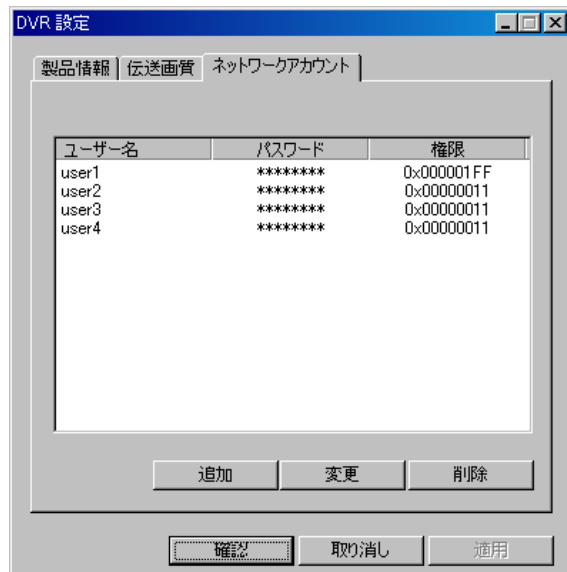 DVR 設定
製品情報 伝送画質 ネットワークアカウント
ユーザー名 パスワード 権限
user1 ******** 0x000001FF
user2 ******** 0x00000011
user3 ******** 0x00000011
user4 ******** 0x00000011
追加 変更 削除
確認 取り消し 適用